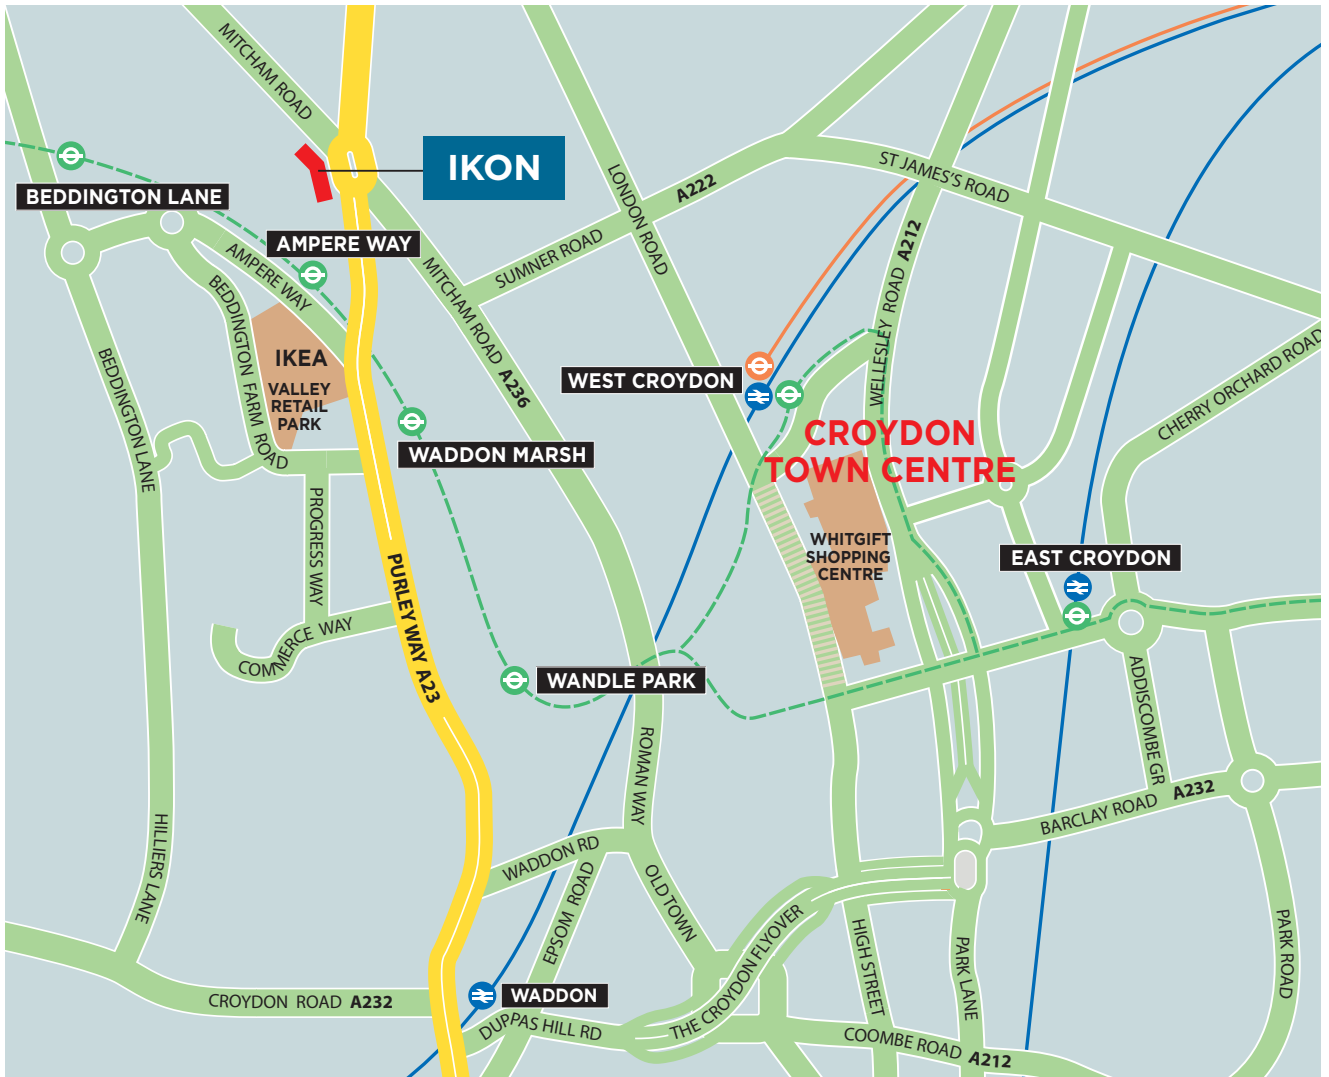 MITCHAM ROAD
IKON
BEDDINGTON LANE
AMPERE WAY
AMPERE WAY
LONDON ROAD
A222
SUMNER ROAD
ST JAMES'S ROAD
WELLESLEY ROAD A212
MITCHAM ROAD A236
BEDDINGTON FARM ROAD
IKEA
VALLEY
RETAIL
PARK
BEDDINGTON LANE
WEST CROYDON
CROYDON
TOWN CENTRE
CHERRY ORCHARD ROAD
WADDON MARSH
PROGRESS WAY
WHITGIFT
SHOPPING
CENTRE
EAST CROYDON
PURLEY WAY A23
COMMERCE WAY
WANDLE PARK
ADDISCOMBE GR
ROMAN WAY
BARCLAY ROAD A232
HILLIERS LANE
WADDON RD
EPSOM ROAD
OLD TOWN
THE CROYDON FLYOVER
HIGH STREET
PARK LANE
PARK ROAD
CROYDON ROAD A232
WADDON
DUPPAS HILL RD
COOMBE ROAD A212